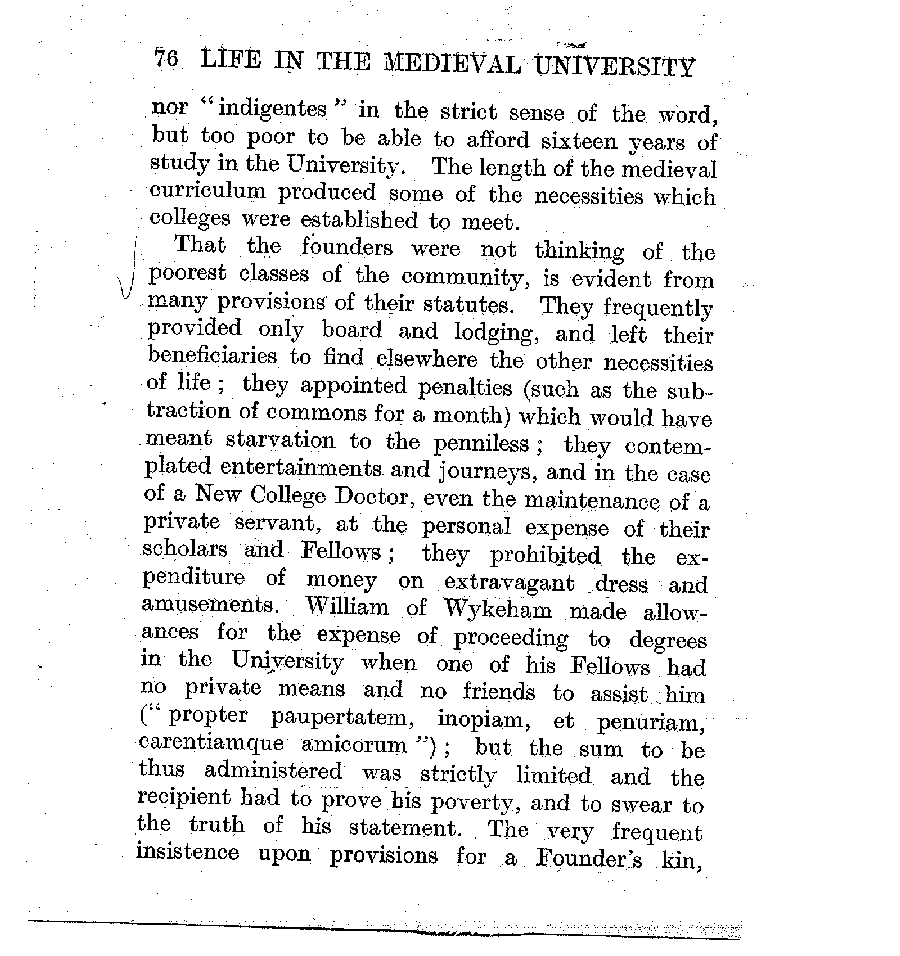 76 LIFE IN THE MEDIEVAL UNIVERSITY
nor "indigentes" in the strict sense of the word,
but too poor to be able to afford sixteen years of
study in the University. The length of the medieval
curriculum produced some of the necessities which
colleges were established to meet.
That the founders were not thinking of the
poorest classes of the community, is evident from
many provisions of their statutes. They frequently
provided only board and lodging, and left their
beneficiaries to find elsewhere the other necessities
of life ; they appointed penalties (such as the sub-
traction of commons for a month) which would have
meant starvation to the penniless ; they contem-
plated entertainments and journeys, and in the case
of a New College Doctor, even the maintenance of a
private servant, at the personal expense of their
scholars and Fellows ; they prohibited the ex-
penditure of money on extravagant dress and
amusements. William of Wykeham made allow-
ances for the expense of proceeding to degrees
in the University when one of his Fellows had
no private means and no friends to assist him
(" propter paupertatem, inopiam, et penuriam,
carentiamque amicorum ") ; but the sum to be
thus administered was strictly limited and the
recipient had to prove his poverty, and to swear to
the truth of his statement. The very frequent
insistence upon provisions for a Founder's kin,